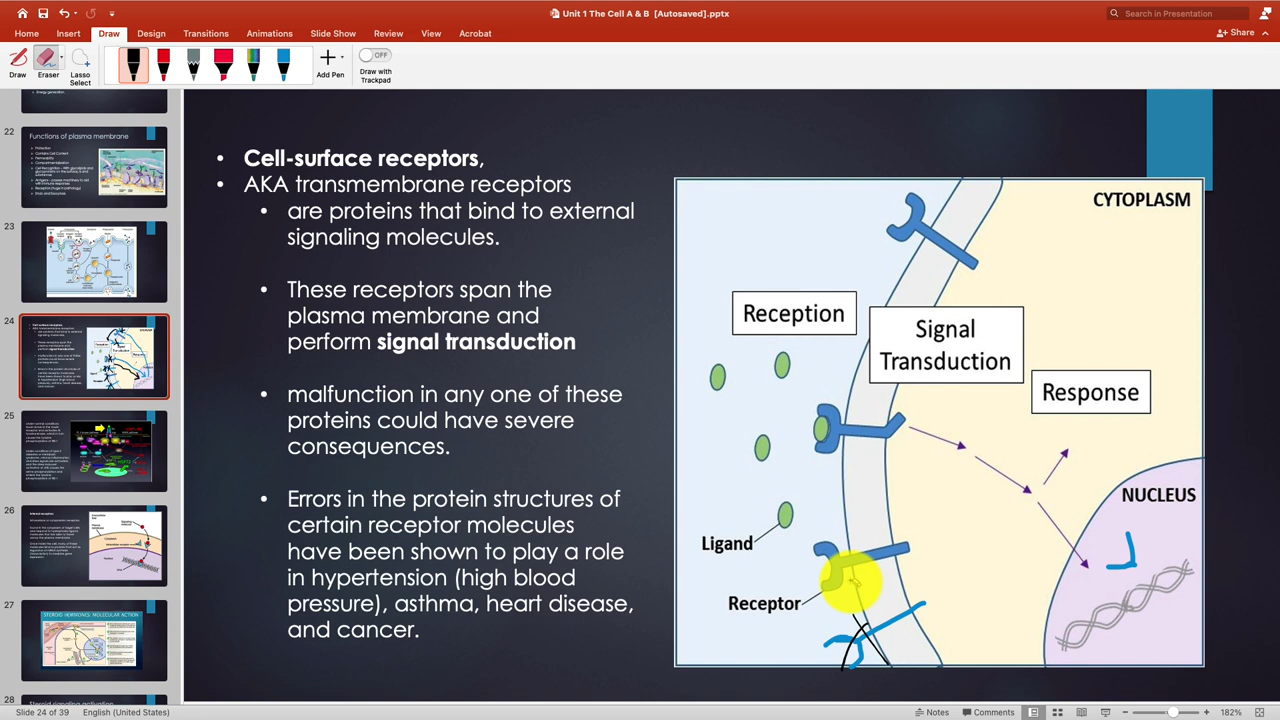 Unit 1 The Cell A & B [Autosaved].pptx
Search in Presentation
Home Insert Draw Design Transitions Animations Slide Show Review View Acrobat
Share
Draw
Eraser
Lasso
Select
Add Pen
OFF
Draw with
Trackpad
22
Functions of plasma membrane
23
24
25
26
27
STEROID HORMONES: MOLECULAR ACTION
28
• Cell-surface receptors,
• AKA transmembrane receptors
• are proteins that bind to external
signaling molecules.
• These receptors span the
plasma membrane and
perform signal transduction
• malfunction in any one of these
proteins could have severe
consequences.
• Errors in the protein structures of
certain receptor molecules
have been shown to play a role
in hypertension (high blood
pressure), asthma, heart disease,
and cancer.
CYTOPLASM
Reception
Signal
Transduction
Response
NUCLEUS
Ligand
Receptor
Slide 24 of 39
English (United States)
Notes
Comments
182%